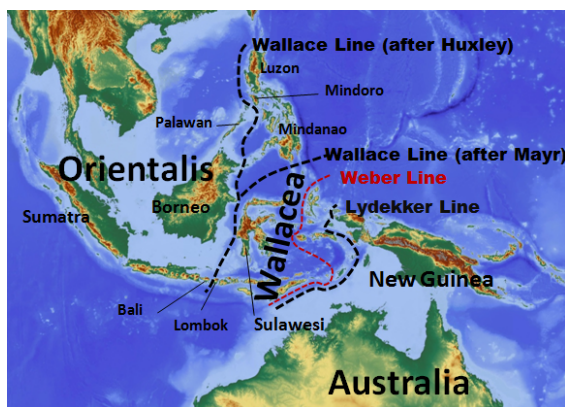 Wallace Line (after Huxley)
Luzon
Mindoro
Palawan
Mindanao
Wallace Line (after Mayr)
Orientalis
Weber Line
Wallacea
Lydekker Line
Borneo
Sumatra
New Guinea
Bali
Lombok
Sulawesi
Australia